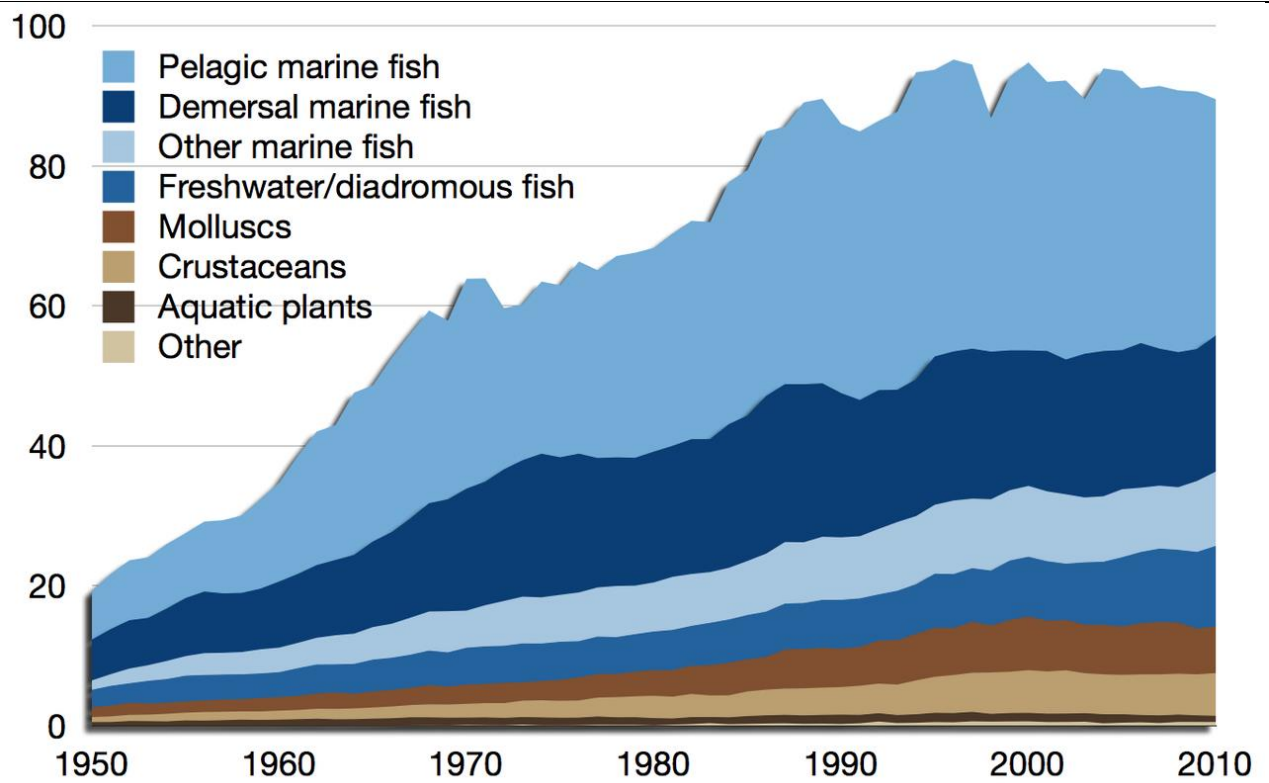 100
Pelagic marine fish
Demersal marine fish
Other marine fish
80
Freshwater/diadromous fish
Molluscs
Crustaceans
60
Aquatic plants
Other
40
20
0
1950 1960 1970 1980 1990 2000 2010